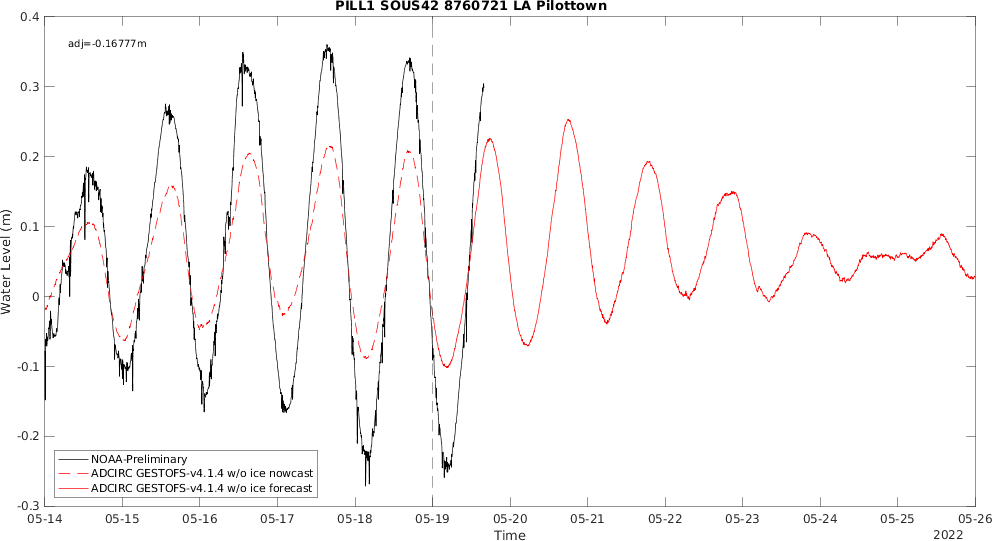 PILL1 SOUS42 8760721 LA Pilottown
adj=-0.16777m
0.4
0.3
0.2
0.1
0
-0.1
-0.2
-0.3
Water Level (m)
NOAA-Preliminary
ADCIRC GESTOFS-v4.1.4 w/o ice nowcast
ADCIRC GESTOFS-v4.1.4 w/o ice forecast
05-14 05-15 05-16 05-17 05-18 05-19 05-20 05-21 05-22 05-23 05-24 05-25 05-26
Time
2022